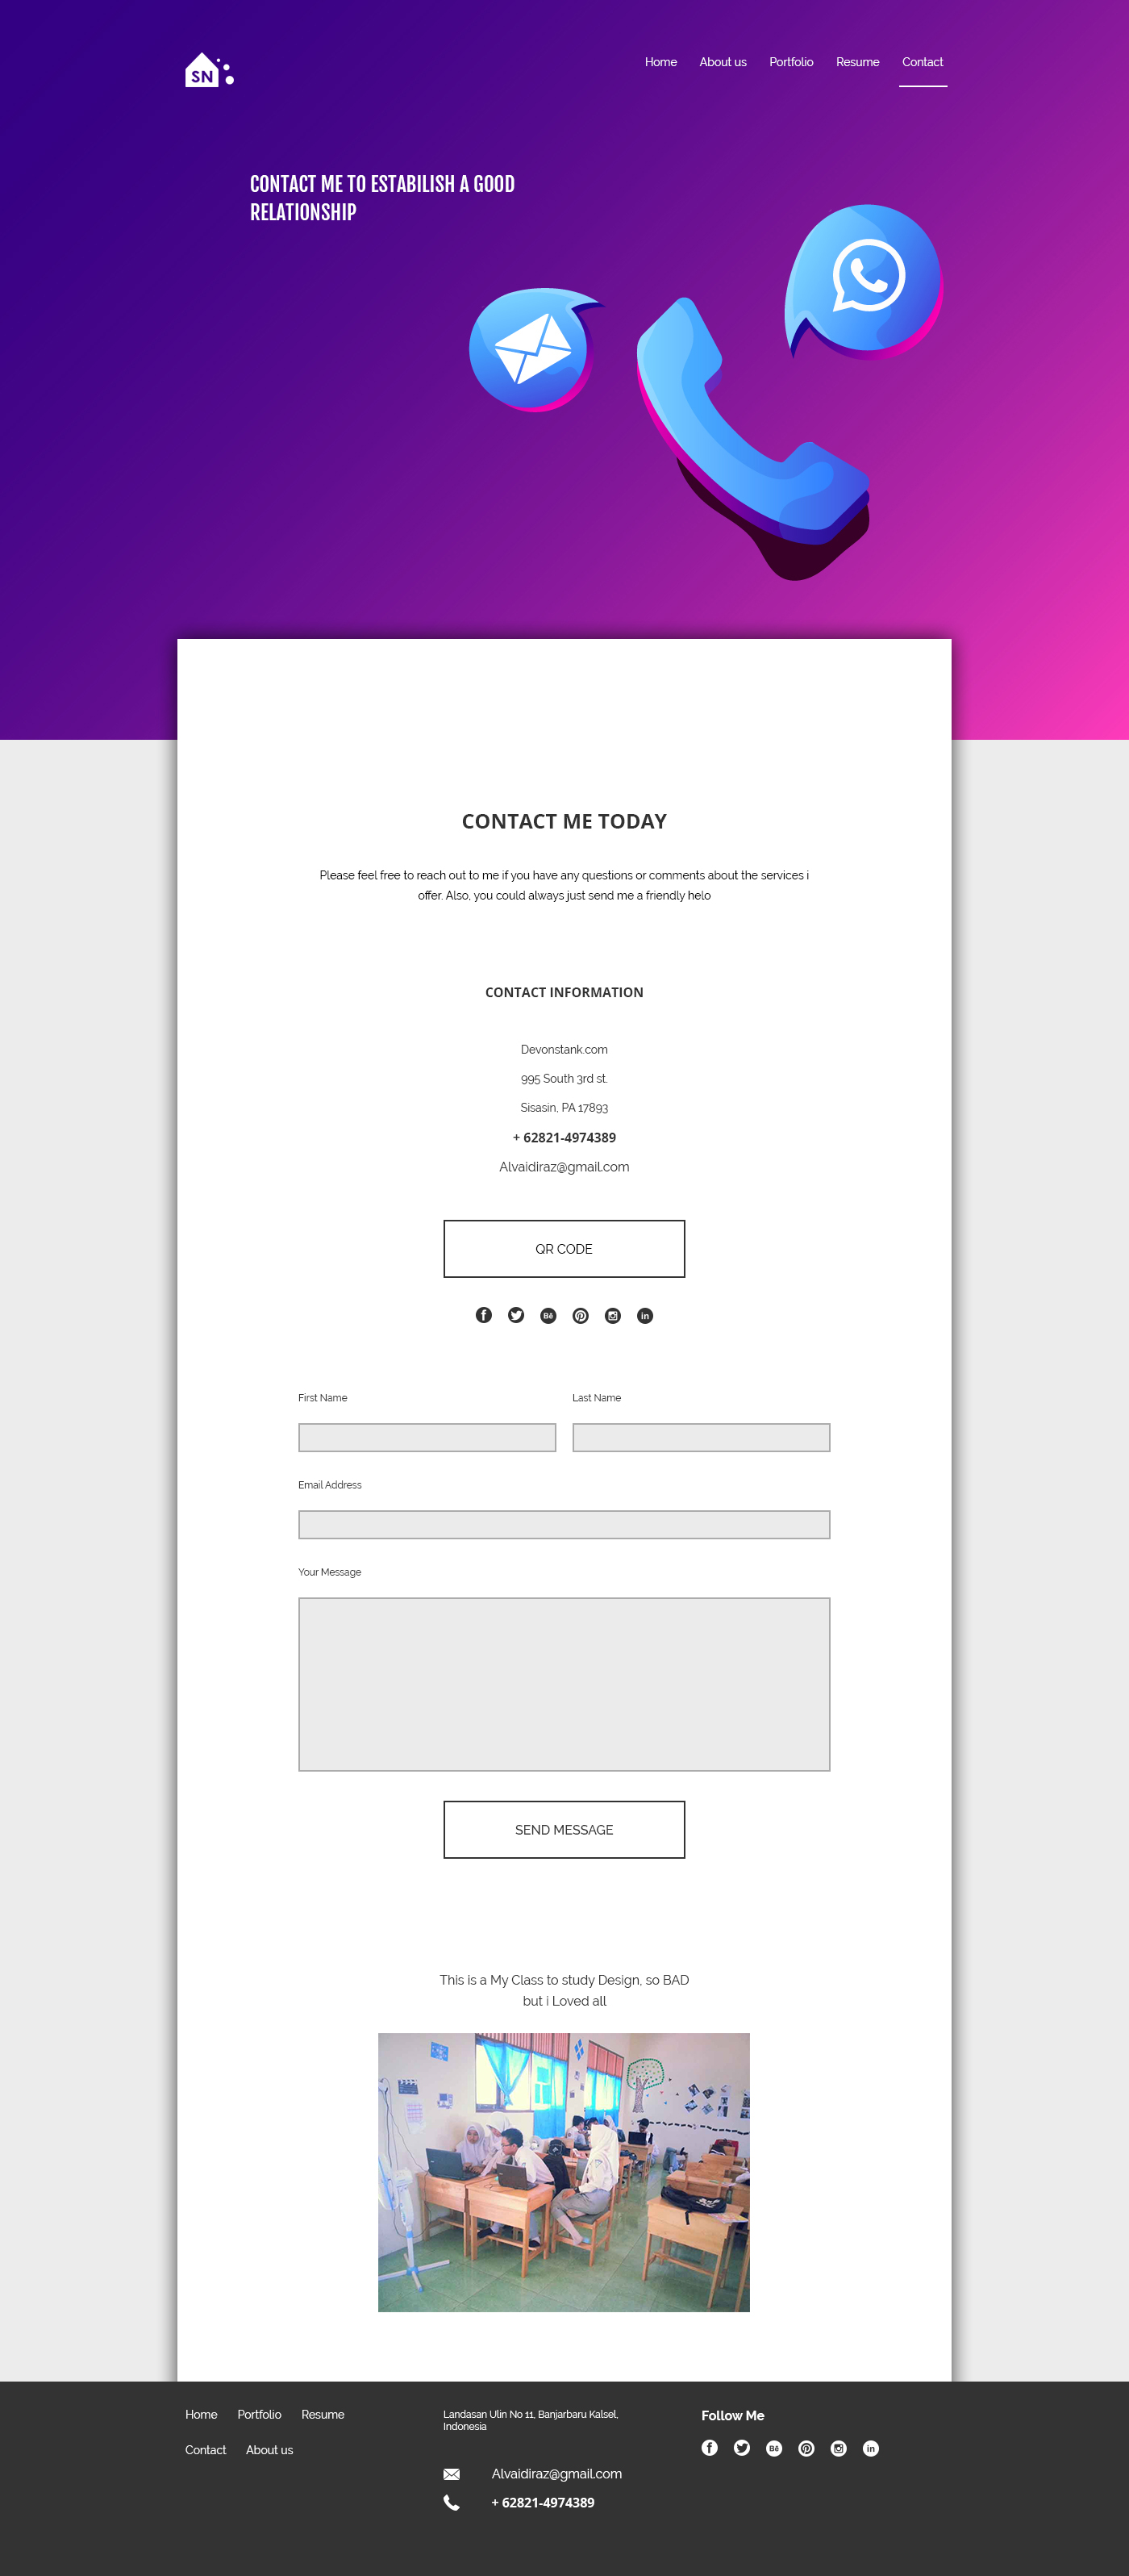 SN
Home About us Portfolio Resume Contact
CONTACT ME TO ESTABILISH A GOOD
RELATIONSHIP
CONTACT ME TODAY
Please feel free to reach out to me if you have any questions or comments about the services i
offer. Also, you could always just send me a friendly helo
CONTACT INFORMATION
Devonstank.com
995 South 3rd st.
Sisasin, PA 17893
+ 62821-4974389
Alvaidiraz@gmail.com
QR CODE
First Name Last Name
Email Address
Your Message
SEND MESSAGE
This is a My Class to study Design, so BAD
but i Loved all
Home Portfolio Resume
Contact About us
Landasan Ulin No 11, Banjarbaru Kalsel,
Indonesia
Alvaidiraz@gmail.com
+ 62821-4974389
Follow Me